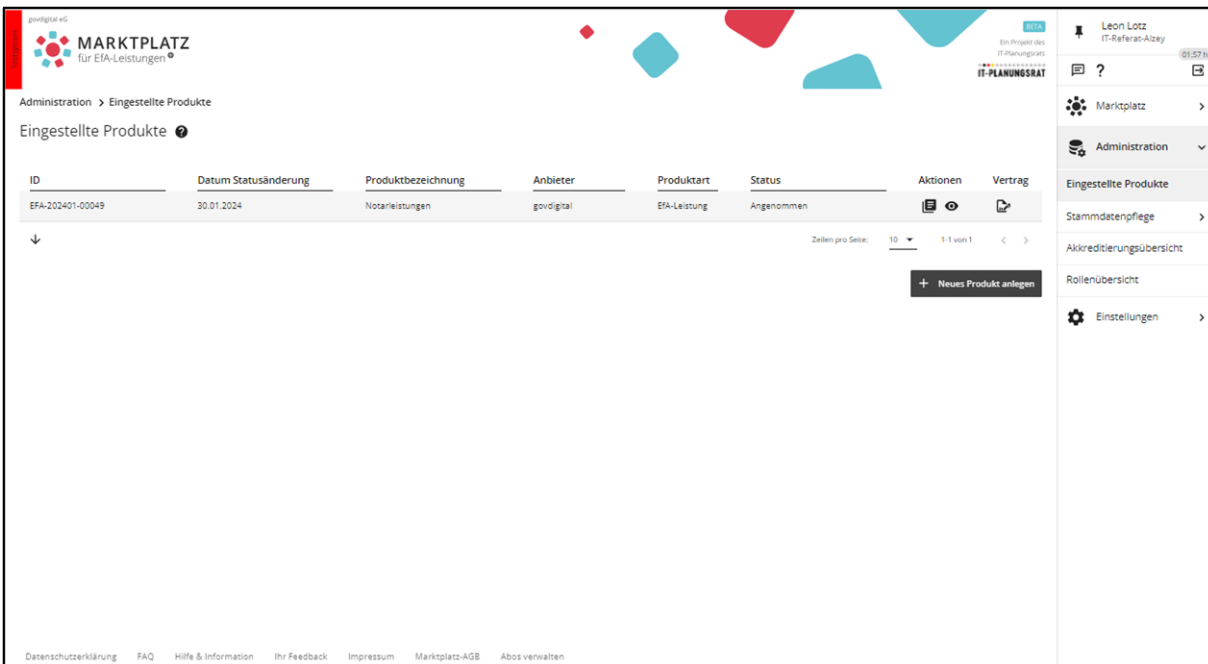 govdigital eG
MARKTPLATZ
für EfA-Leistungen
BETA
Ein Projekt des
IT-Planungsrats
IT-PLANUNGSRAT
Administration > Eingestellte Produkte
Eingestellte Produkte ?
ID Datum Statusänderung Produktbezeichnung Anbieter Produktart Status Aktionen Vertrag
EFA-202401-00049 30.01.2024 Notarleistungen govdigital EfA-Leistung Angenommen
Zeilen pro Seite: 10 1-1 von 1
+ Neues Produkt anlegen
Datenschutzerklärung FAQ Hilfe & Information Ihr Feedback Impressum Marktplatz-AGB Abos verwalten
Leon Lotz
IT-Referat-Alzey
01:57 h
?
Marktplatz
Administration
Eingestellte Produkte
Stammdatenpflege
Akkreditierungsübersicht
Rollenübersicht
Einstellungen